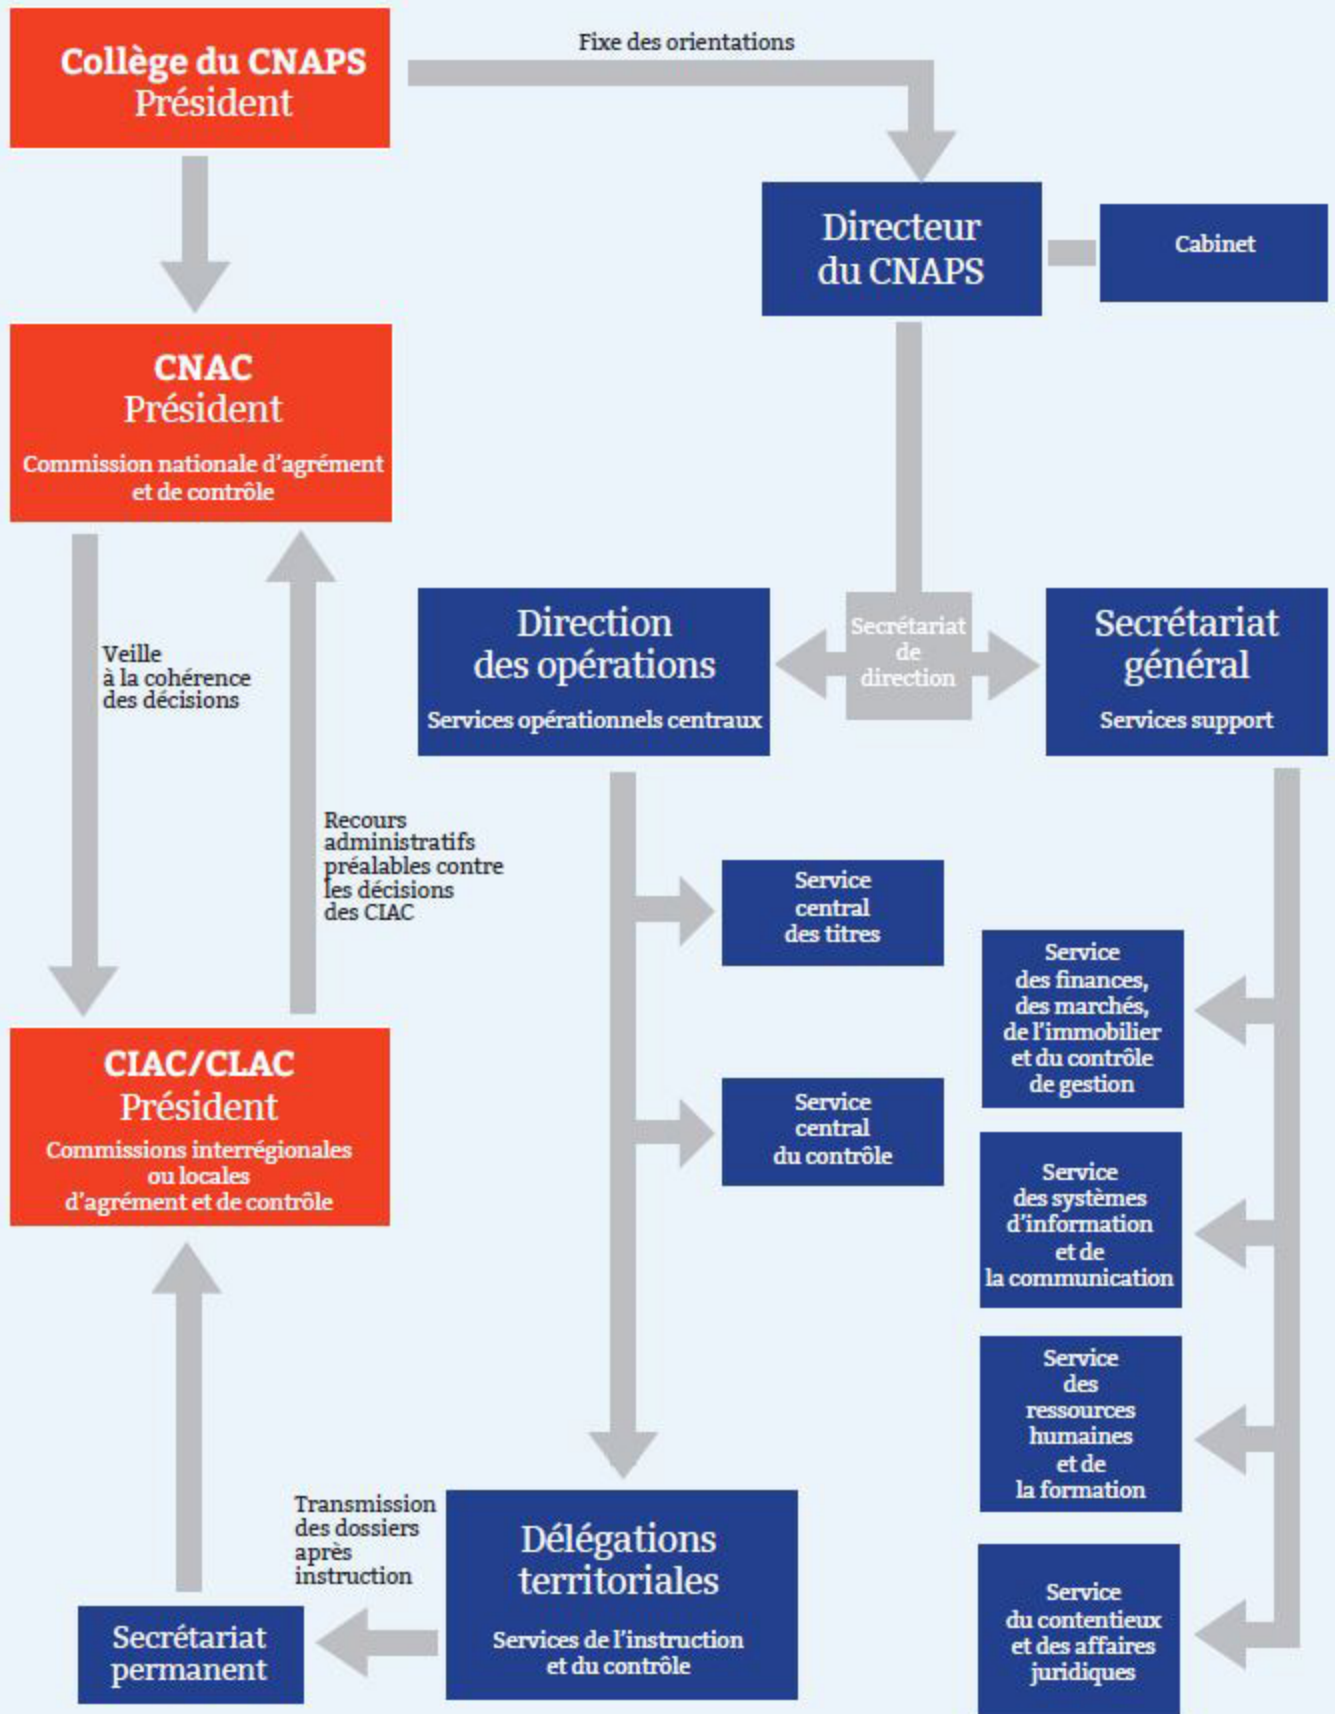 Collège du CNAPS
Président
Fixe des orientations
Directeur
du CNAPS
Cabinet
CNAC
Président
Commission nationale d'agrément
et de contrôle
Veille
à la cohérence
des décisions
Recours
administratifs
préalables contre
les décisions
des CIAC
Direction
des opérations
Services opérationnels centraux
Secrétariat
de
direction
Secrétariat
général
Services support
Service
central
des titres
Service
central
du contrôle
Service
des finances,
des marchés,
de l'immobilier
et du contrôle
de gestion
Service
des systèmes
d'information
et de
la communication
Service
des
ressources
humaines
et de
la formation
Service
du contentieux
et des affaires
juridiques
CIAC/CLAC
Président
Commissions interrégionales
ou locales
d'agrément et de contrôle
Transmission
des dossiers
après
instruction
Délégations
territoriales
Services de l'instruction
et du contrôle
Secrétariat
permanent